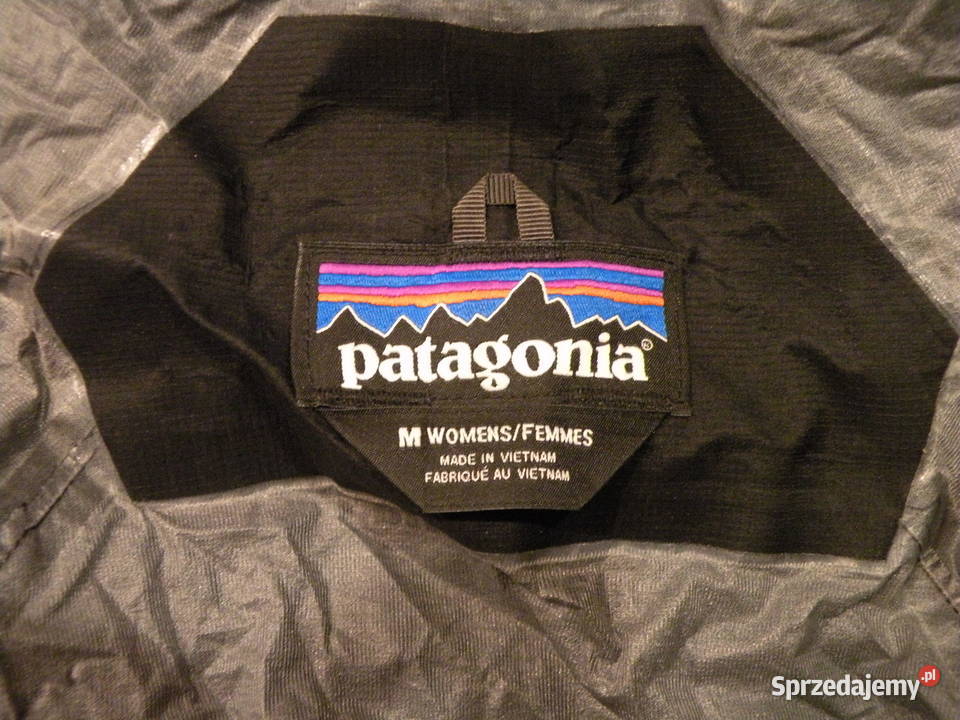 patagonia®
M WOMENS/FEMMES
MADE IN VIETNAM
FABRIQUÉ AU VIETNAM
Sprzedajemy.pl